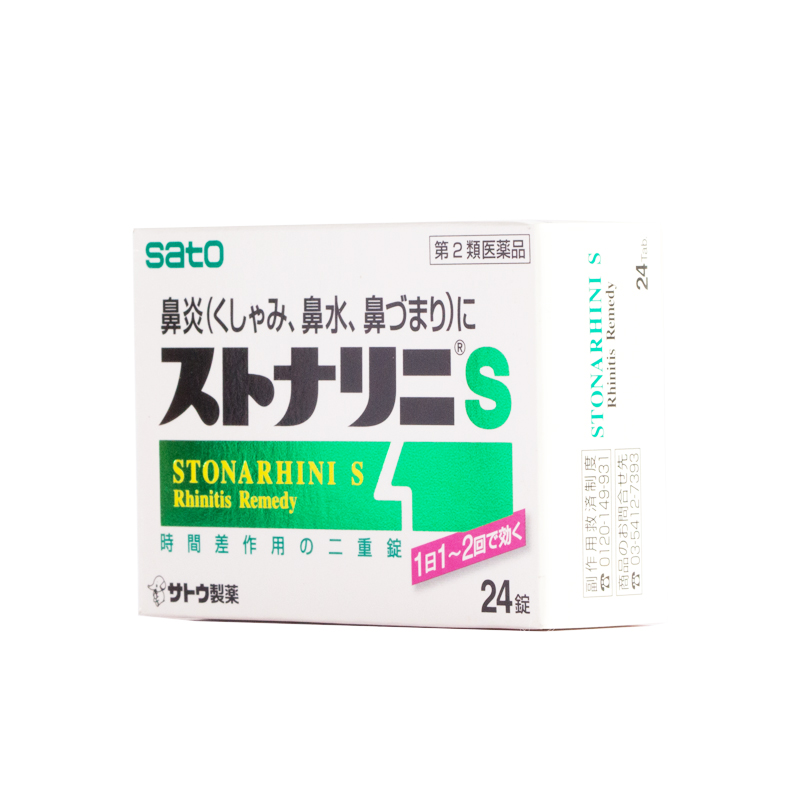 sato
第2類医薬品
鼻炎(くしゃみ、鼻水、鼻づまり)に
ストナリニ®S
STONARHINI S
Rhinitis Remedy
時間差作用の二重錠
1日1～2回で効く
サトウ製薬
24錠
STONARHINI S
Rhinitis Remedy
24Tab
副作用救済制度
☎0120-149-931
商品のお問合せ先
☎03-5412-7393